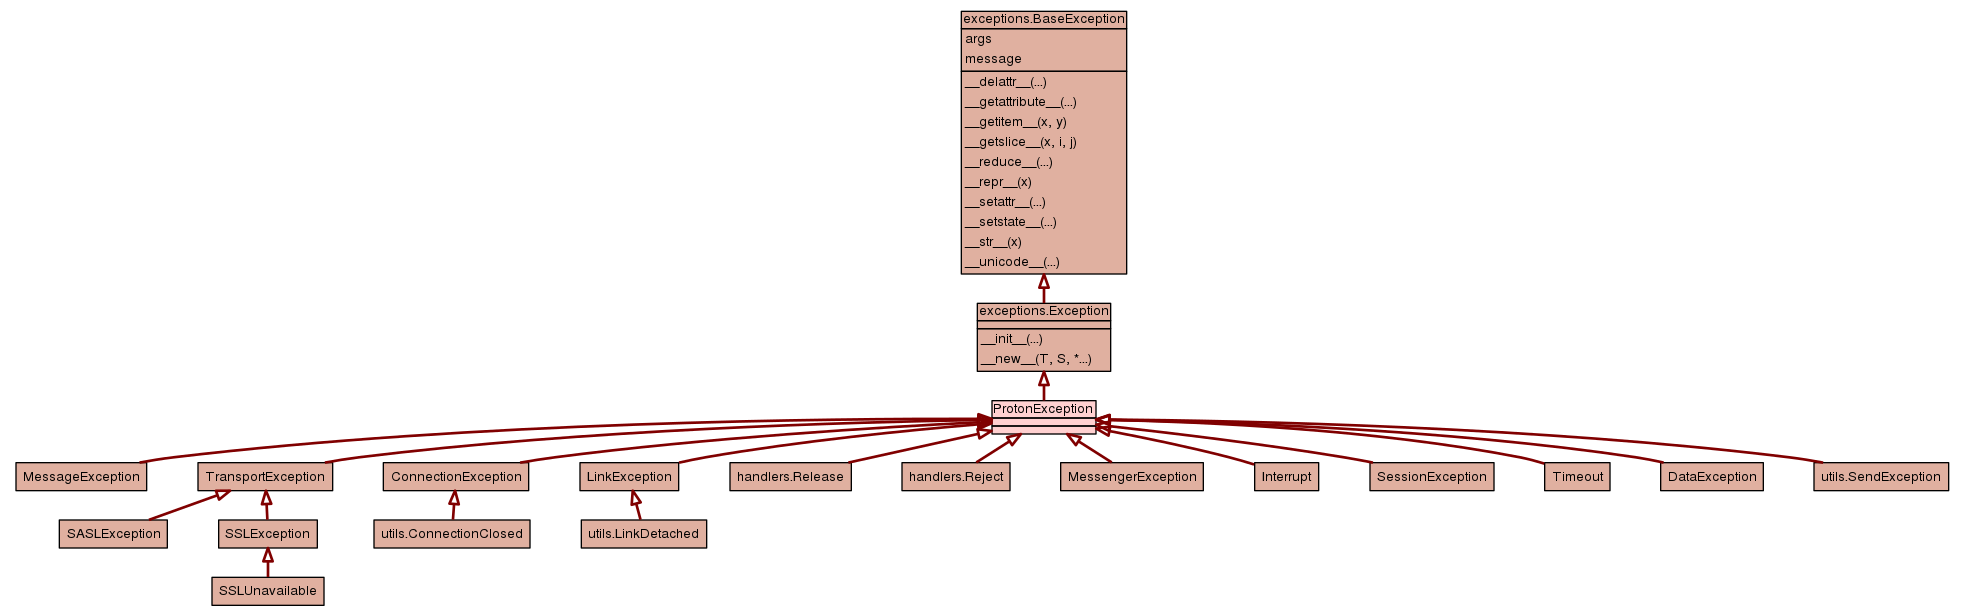 exceptions.BaseException
args
message
__delattr__(...)
__getattribute__(...)
__getitem__(x, y)
__getslice__(x, i, j)
__reduce__(...)
__repr__(x)
__setattr__(...)
__setstate__(...)
__str__(x)
__unicode__(...)
exceptions.Exception
__init__(...)
__new__(T, S, *...)
ProtonException
MessageException
TransportException
ConnectionException
LinkException
handlers.Release
handlers.Reject
MessengerException
Interrupt
SessionException
Timeout
DataException
utils.SendException
SASLException
SSLException
utils.ConnectionClosed
utils.LinkDetached
SSLUnavailable